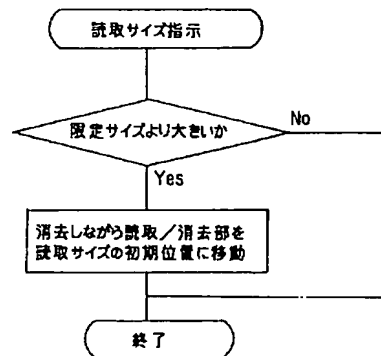 読取サイズ指示
限定サイズより大きいか
No
Yes
消去しながら読取／消去部を
読取サイズの初期位置に移動
終了